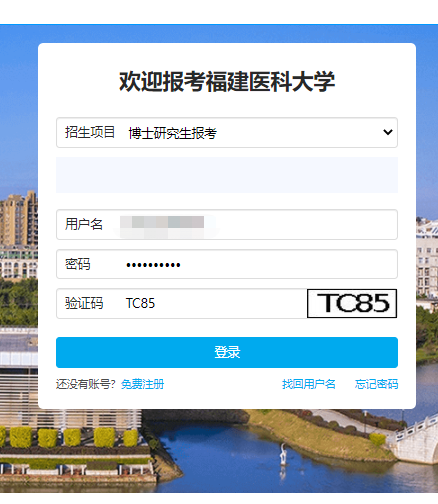 欢迎报考福建医科大学
招生项目 博士研究生报考
用户名
密码 ••••••••••
验证码 TC85 TC85
登录
还没有账号? 免费注册 找回用户名 忘记密码